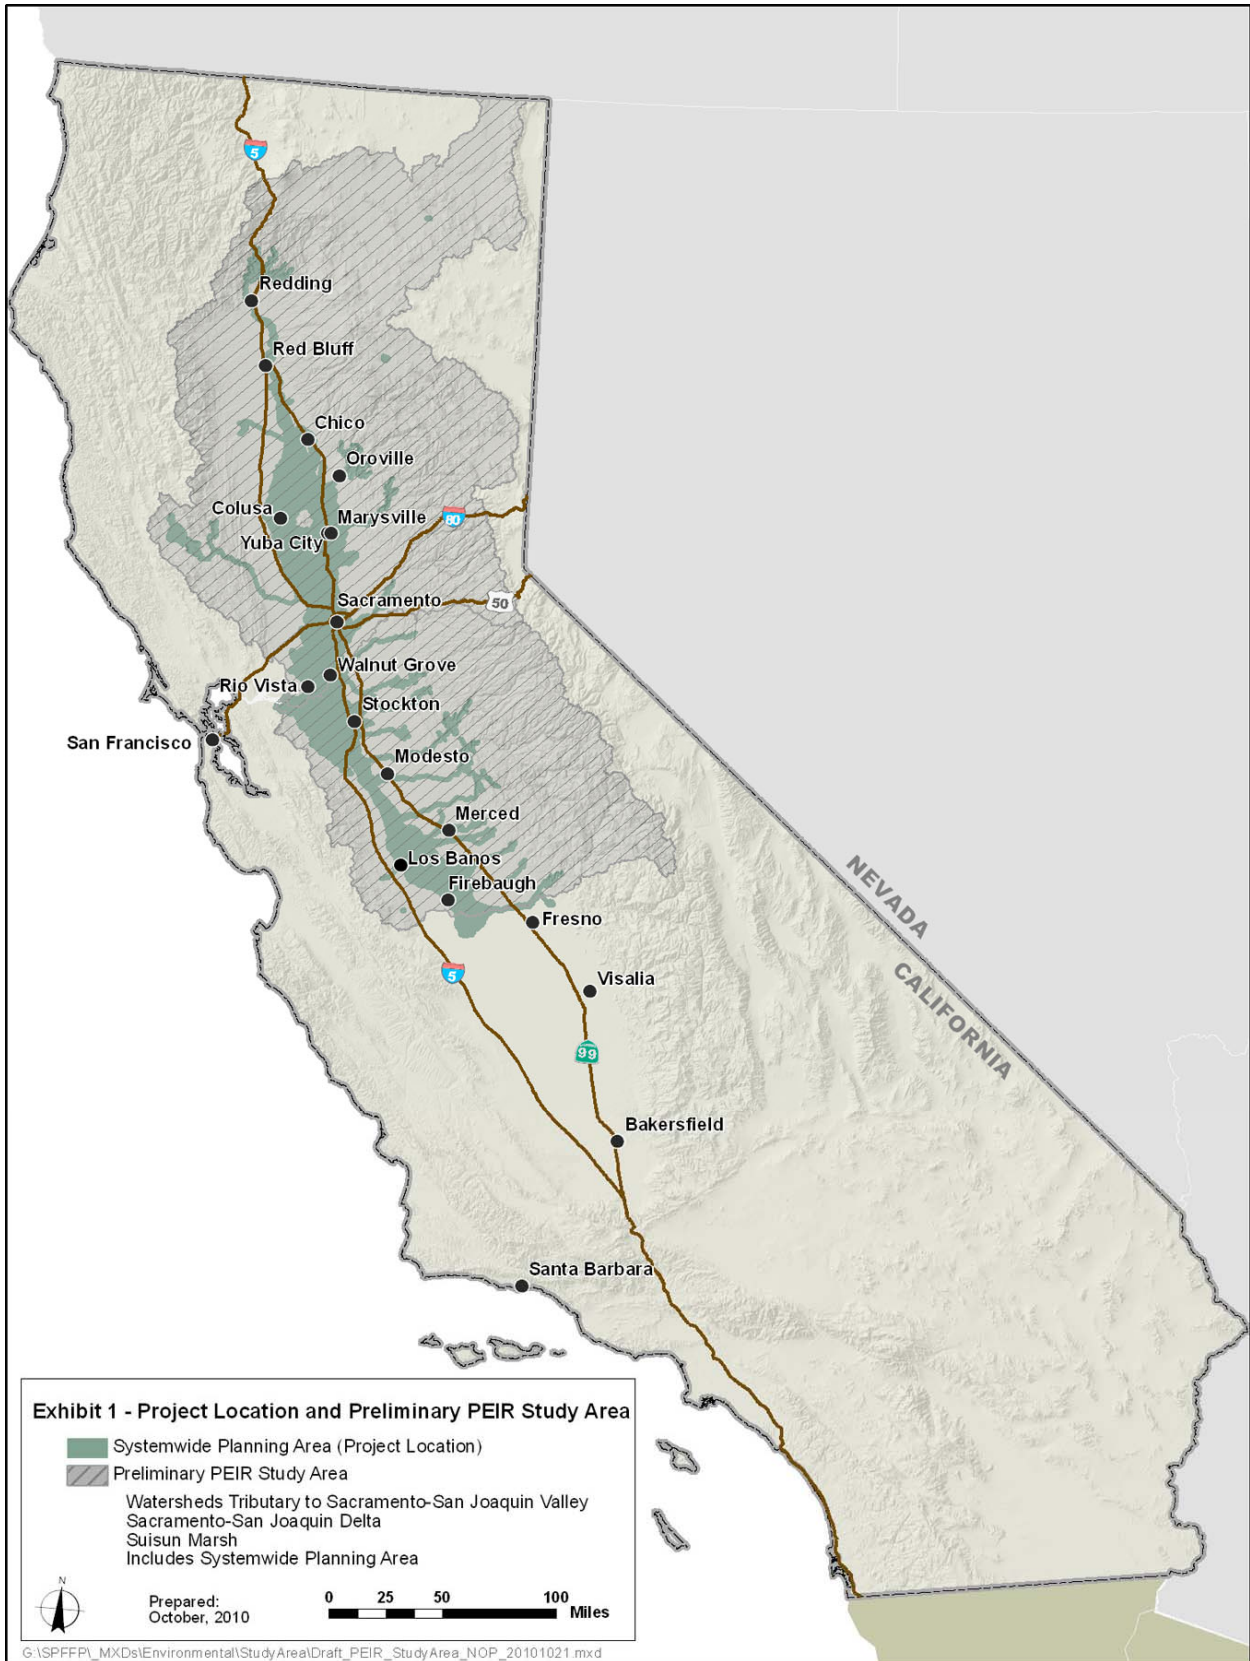 5
Redding
Red Bluff
Chico
Oroville
Colusa
Marysville
Yuba City
80
Sacramento
50
Walnut Grove
Rio Vista
Stockton
San Francisco
Modesto
Merced
Los Banos
Firebaugh
Fresno
NEVADA
CALIFORNIA
5
Visalia
99
Bakersfield
Santa Barbara
Exhibit 1 - Project Location and Preliminary PEIR Study Area
Systemwide Planning Area (Project Location)
Preliminary PEIR Study Area
Watersheds Tributary to Sacramento-San Joaquin Valley
Sacramento-San Joaquin Delta
Suisun Marsh
Includes Systemwide Planning Area
N
Prepared:
October, 2010
0 25 50 100
Miles
G:\SPFFP\_MXDs\Environmental\StudyArea\Draft_PEIR_StudyArea_NOP_20101021.mxd